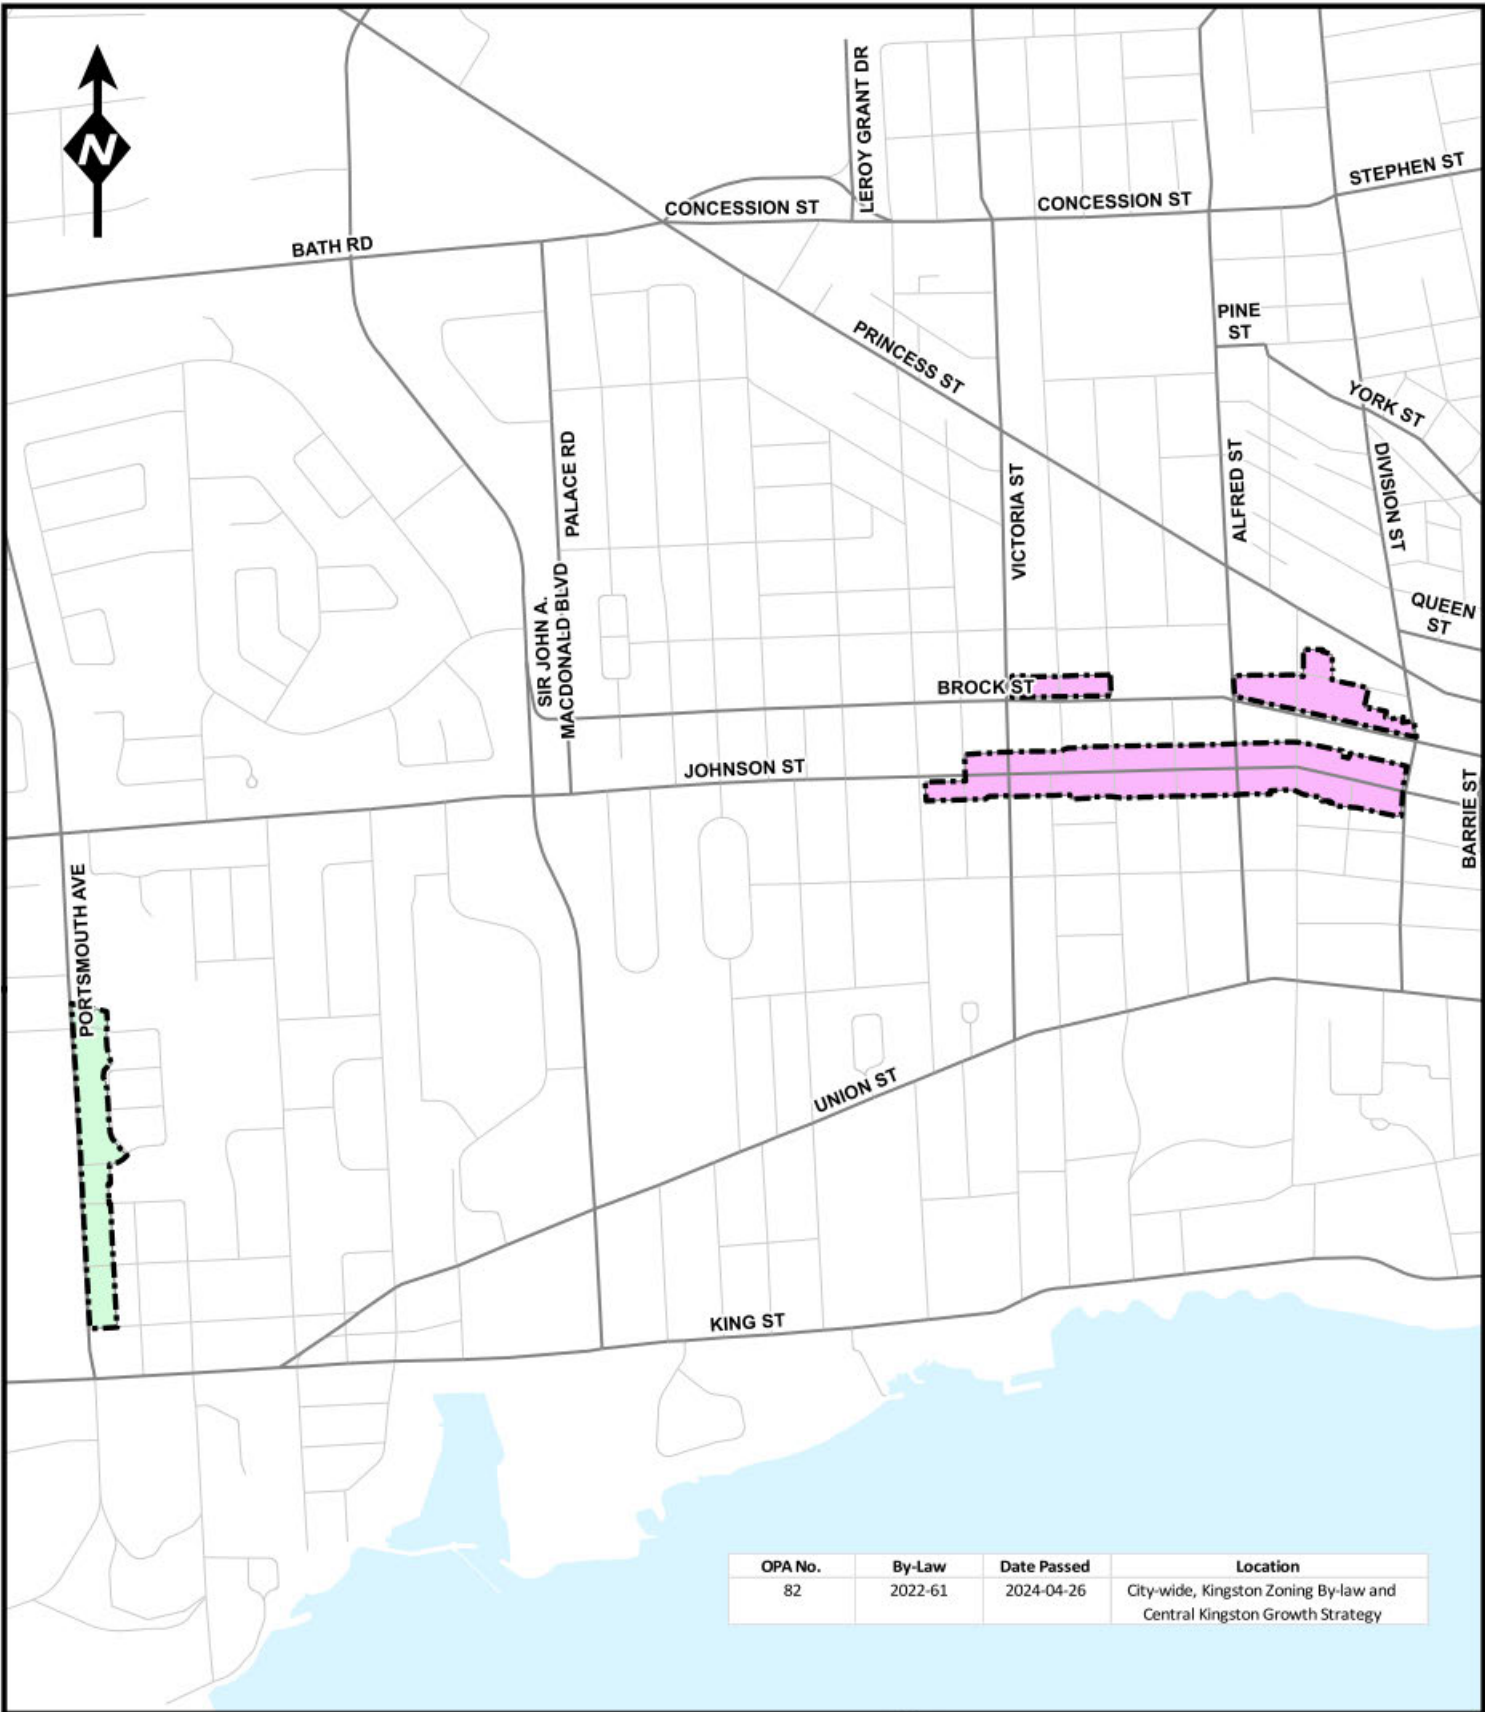 LEROY GRANT DR
N
STEPHEN ST
CONCESSION ST
CONCESSION ST
BATH RD
PINE
ST
PRINCESS ST
YORK ST
PALACE RD
VICTORIA ST
ALFRED ST
DIVISION ST
QUEEN
ST
SIR JOHN A.
MACDONALD BLVD
BROCK ST
JOHNSON ST
BARRIE ST
PORTSMOUTH AVE
UNION ST
KING ST
OPA No. By-Law Date Passed Location
82 2022-61 2024-04-26 City-wide, Kingston Zoning By-law and
Central Kingston Growth Strategy